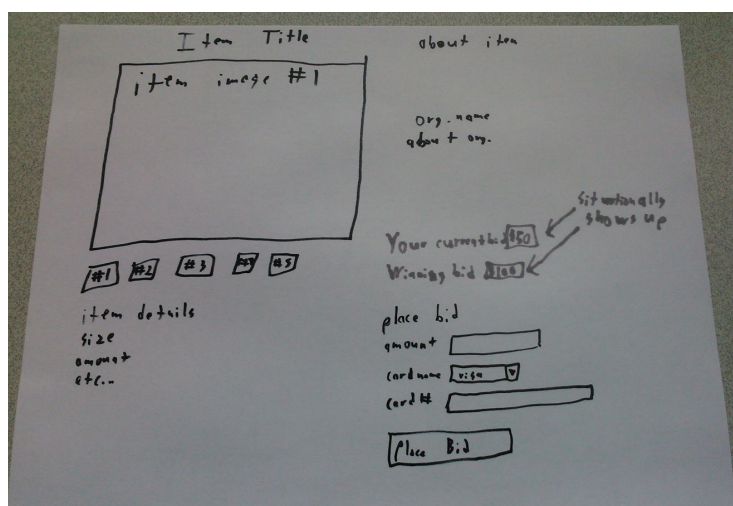 Item Title
item image #1
#1 #2 #3 #4 #5
item details
size
amount
etc...
about item
org. name
about org.
situationally
shows up
Your current bid $50
Winning bid $100
place bid
amount
card name visa
card #
Place Bid